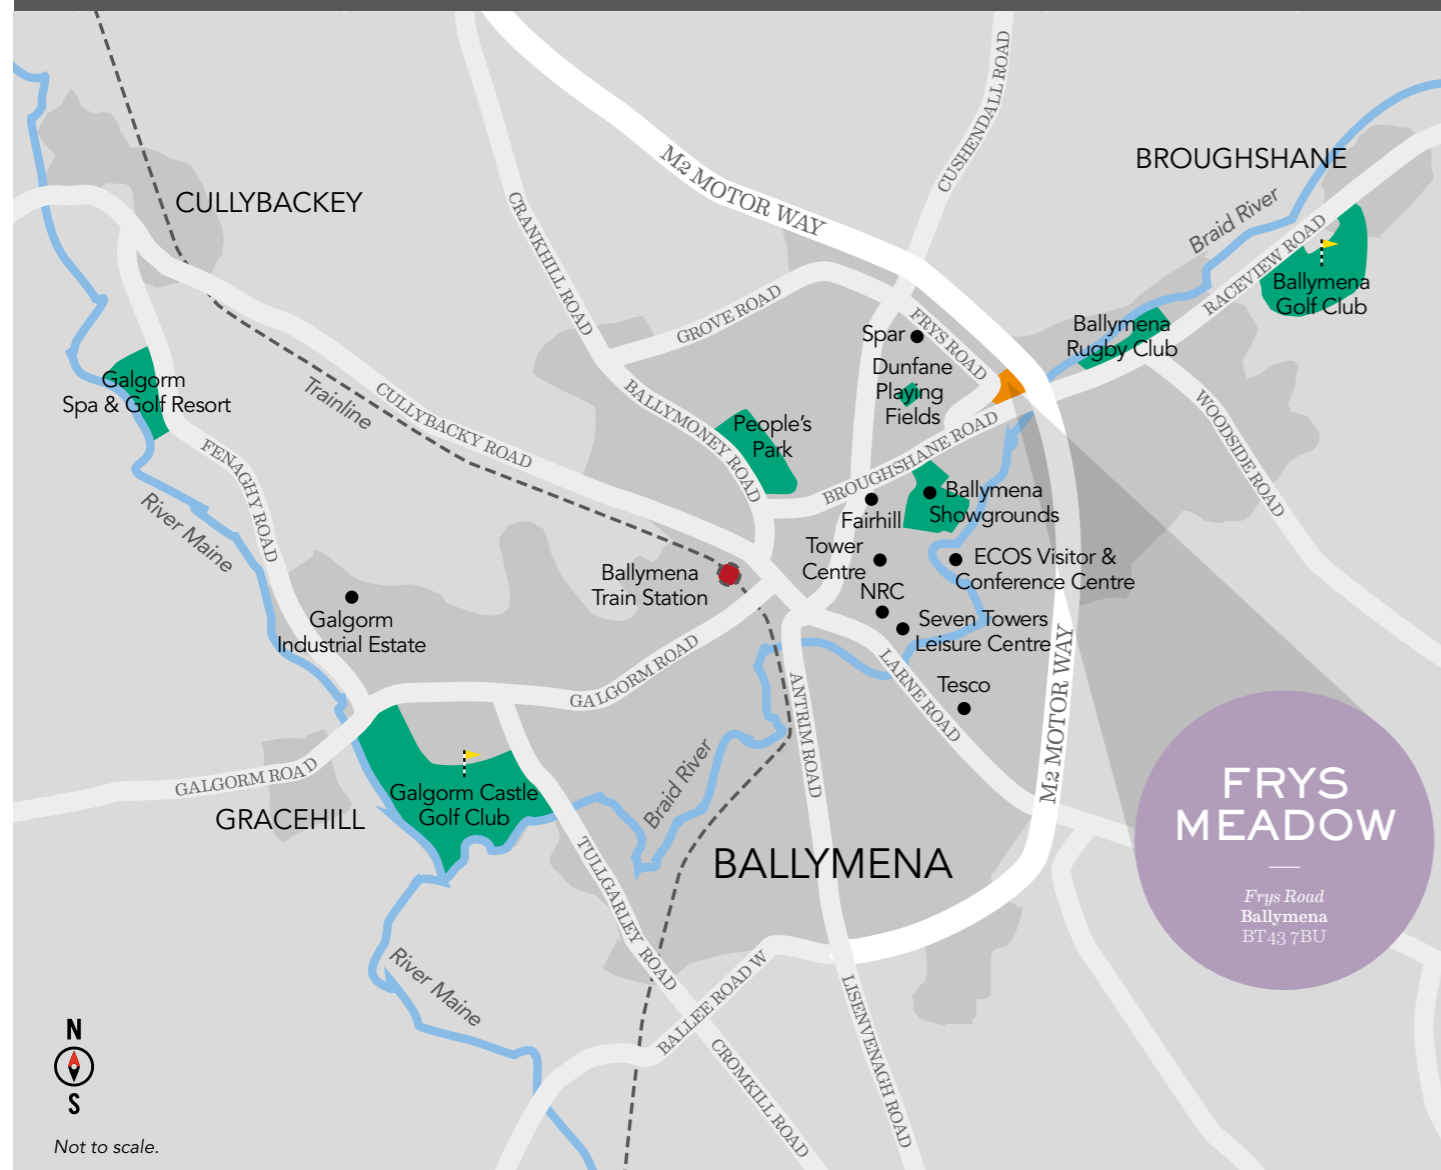 CUSHENDALL ROAD
BROUGHSHANE
M2 MOTOR WAY
CULLYBACKEY
CRANKHILL ROAD
Braid River
RACEVIEW ROAD
Ballymena
Golf Club
GROVE ROAD
FRYS ROAD
Spar
Ballymena
Rugby Club
Dunfane
Playing
Fields
Galgorm
Spa & Golf Resort
Trainline
CULLYBACKY ROAD
BALLYMONEY ROAD
People's
Park
WOODSIDE ROAD
BROUGHSHANE ROAD
FENAGHY ROAD
River Maine
Ballymena
Showgrounds
Fairhill
Tower
Centre
ECOS Visitor &
Conference Centre
NRC
Ballymena
Train Station
Galgorm
Industrial Estate
Seven Towers
Leisure Centre
GALGORM ROAD
LARNE ROAD
ANTRIM ROAD
Tesco
M2 MOTOR WAY
GALGORM ROAD
GRACEHILL
Galgorm Castle
Golf Club
Braid River
BALLYMENA
TULLGARLEY ROAD
FRYS
MEADOW
Frys Road
Ballymena
BT43 7BU
River Maine
BALLEE ROAD W
LISENVENAGH ROAD
CROMKILL ROAD
N
S
Not to scale.